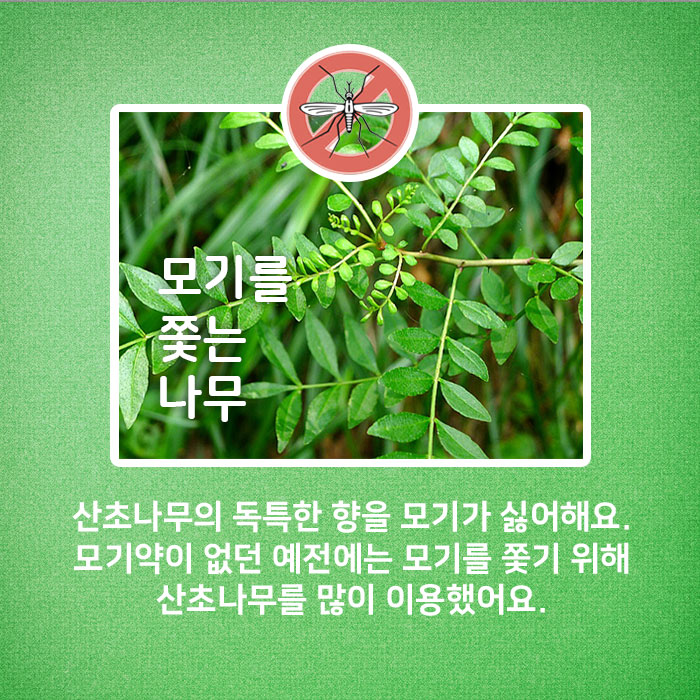 모기를
쫓는
나무
산초나무의 독특한 향을 모기가 싫어해요.
모기약이 없던 예전에는 모기를 쫓기 위해
산초나무를 많이 이용했어요.